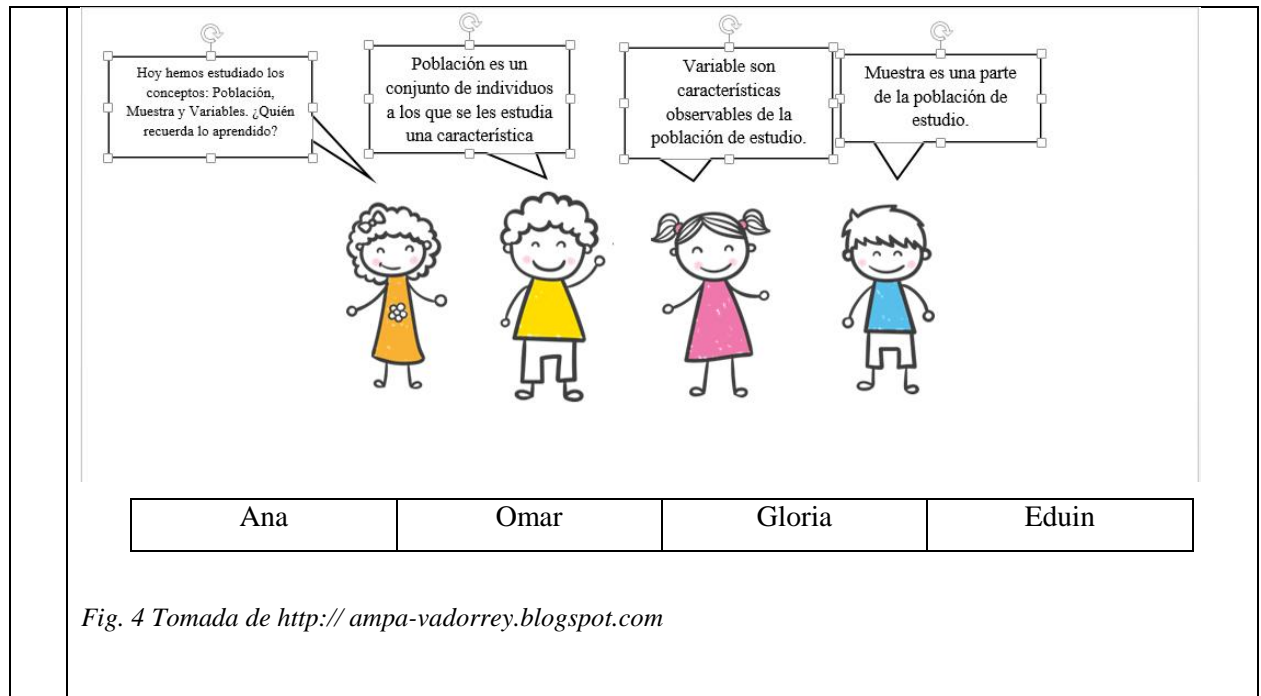 Hoy hemos estudiado los
conceptos: Población,
Muestra y Variables. ¿Quién
recuerda lo aprendido?
Población es un
conjunto de individuos
a los que se les estudia
una característica
Variable son
características
observables de la
población de estudio.
Muestra es una parte
de la población de
estudio.
Ana
Omar
Gloria
Eduin
Fig. 4 Tomada de http:// ampa-vadorrey.blogspot.com